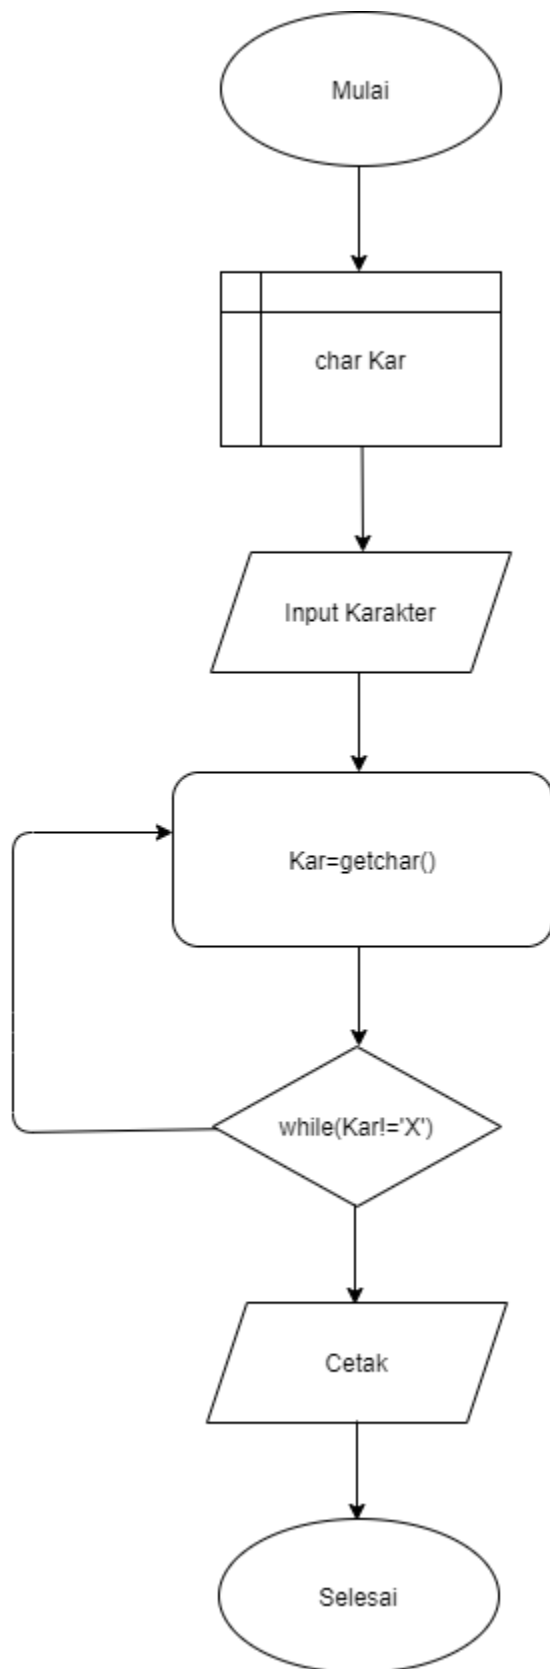 Mulai
char Kar
Input Karakter
Kar=getchar()
while(Kar!='X')
Cetak
Selesai